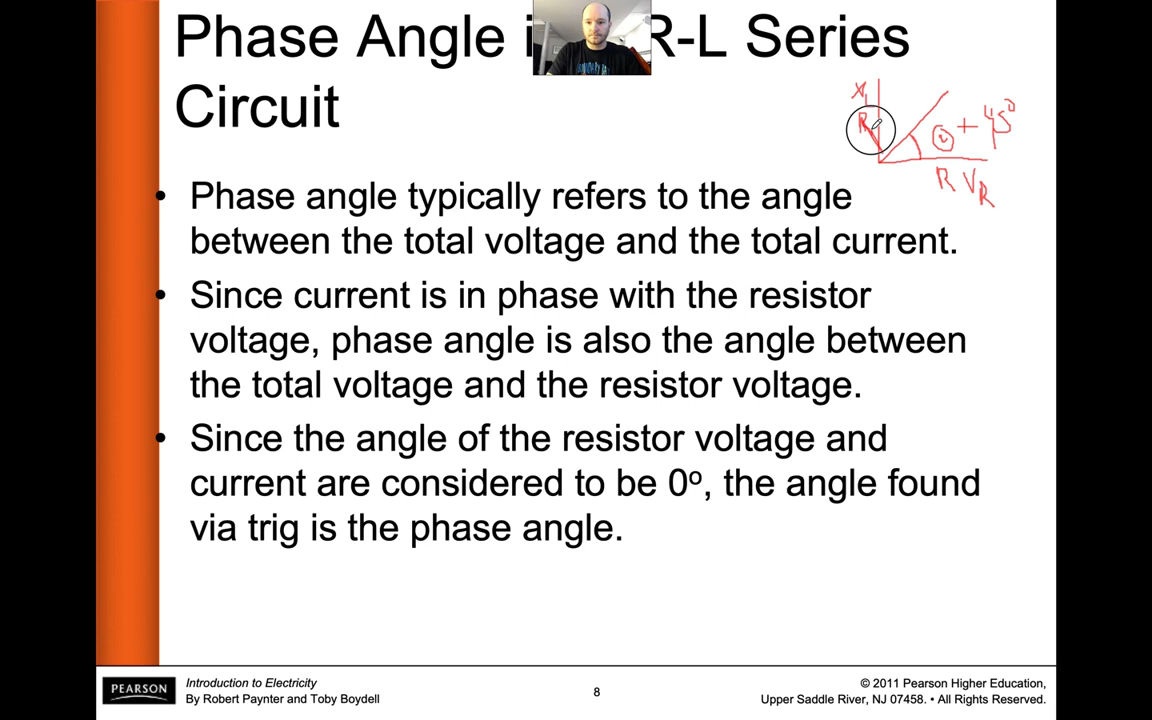 Phase Angle i R-L Series
Circuit
X
R
θ + 45°
R VR
• Phase angle typically refers to the angle
between the total voltage and the total current.
• Since current is in phase with the resistor
voltage, phase angle is also the angle between
the total voltage and the resistor voltage.
• Since the angle of the resistor voltage and
current are considered to be 0º, the angle found
via trig is the phase angle.
PEARSON
Introduction to Electricity
By Robert Paynter and Toby Boydell
8
© 2011 Pearson Higher Education,
Upper Saddle River, NJ 07458. • All Rights Reserved.